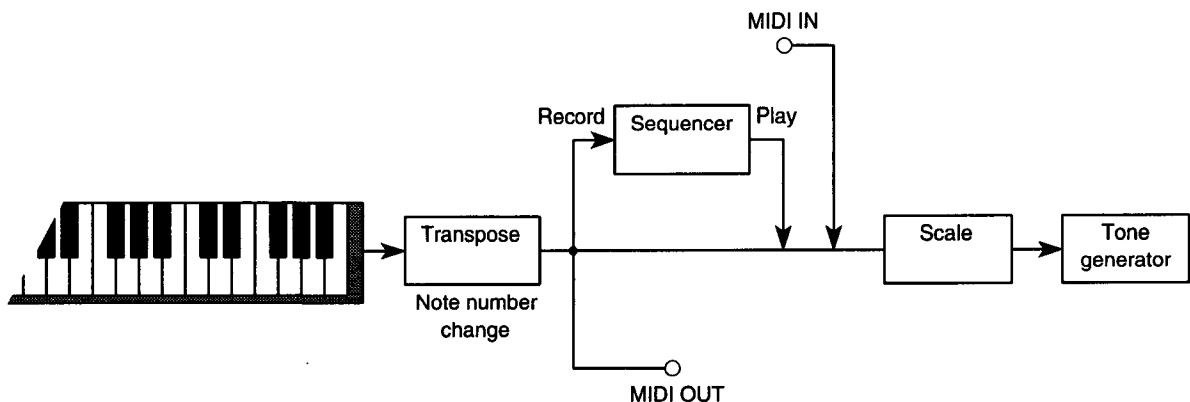 MIDI IN
Record
Sequencer
Play
Transpose
Scale
Tone
generator
Note number
change
MIDI OUT